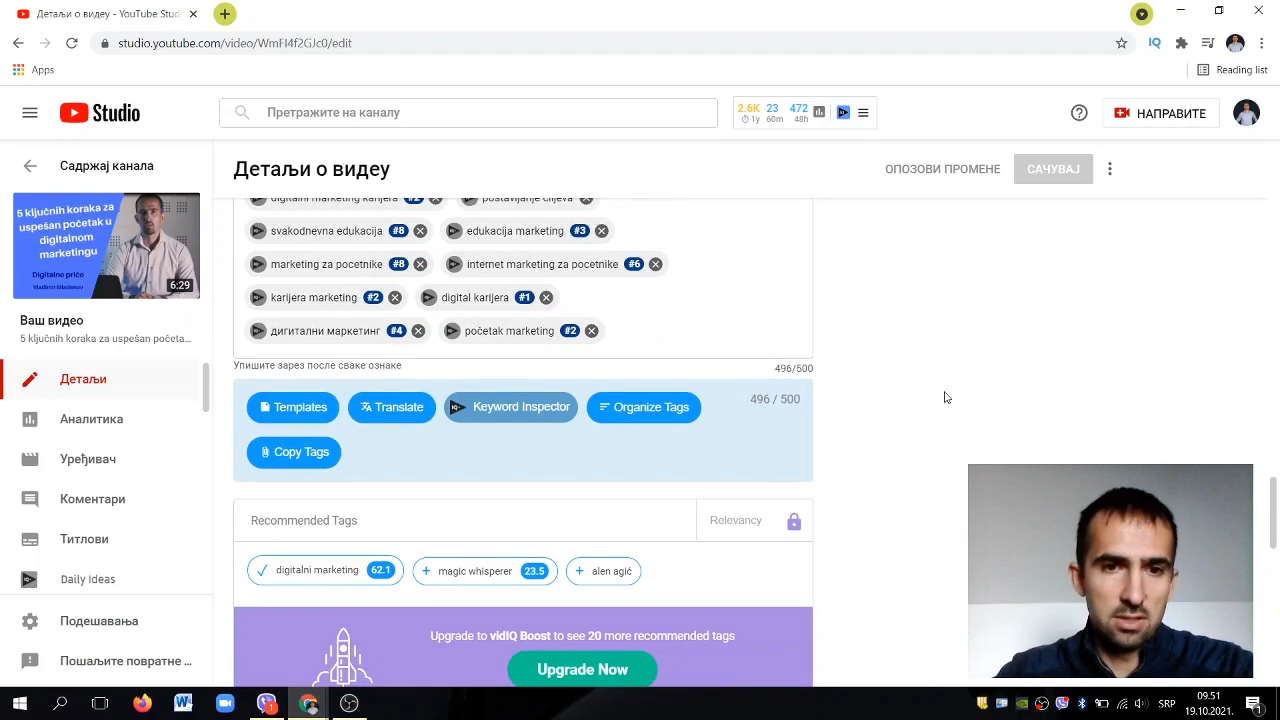 Детаљи о видеу - YouTube Studi
studio.youtube.com/video/WmFI4f2GJc0/edit
Apps
Reading list
Studio
Претражите на каналу
2.6K 23 472
1y 60m 48h
НАПРАВИТЕ
Садржај канала
Детаљи о видеу
ОПОЗОВИ ПРОМЕНЕ
САЧУВАЈ
digitalni marketing karijera #2
postavljanje ciljeva
svakodnevna edukacija #8
edukacija marketing #3
marketing za pocetnike #8
internet marketing za pocetnike #6
karijera marketing #2
digital karijera #1
дигитални маркетинг #4
početak marketing #2
Упишите зарез после сваке ознаке
496/500
5 ključnih koraka za
uspešan početak u
digitalnom
marketingu
Digitalne priče
Vladimir Mladenov
6:29
Ваш видео
5 ključnih koraka za uspešan početa...
Детаљи
Аналитика
Уређивач
Коментари
Титлови
Daily Ideas
Подешавања
Пошаљите повратне ...
Templates
Translate
Keyword Inspector
Organize Tags
496 / 500
Copy Tags
Recommended Tags
Relevancy
digitalni marketing 62.1
magic whisperer 23.5
alen agić
Upgrade to vidIQ Boost to see 20 more recommended tags
Upgrade Now
SRP
09.51
19.10.2021.